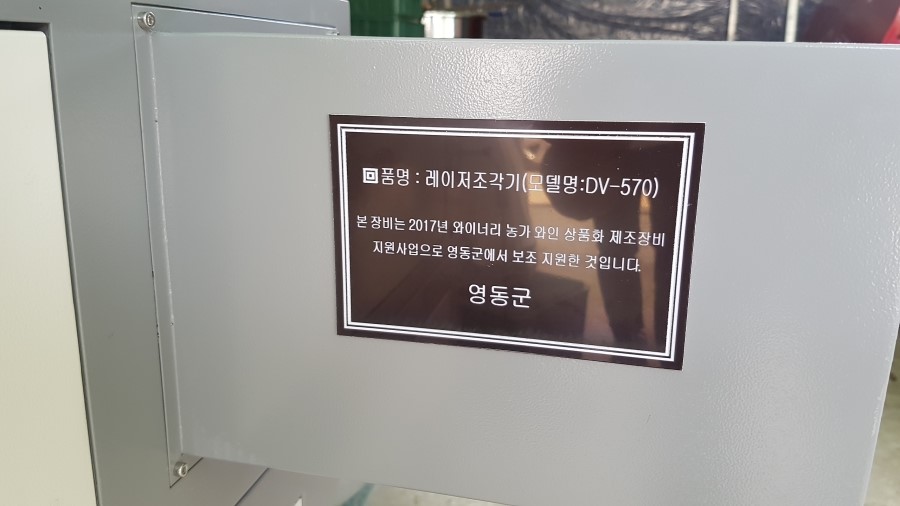 回품명 : 레이저조각기(모델명:DV-570)
본 장비는 2017년 와이너리 농가 와인 상품화 제조장비
지원사업으로 영동군에서 보조 지원한 것입니다.
영동군